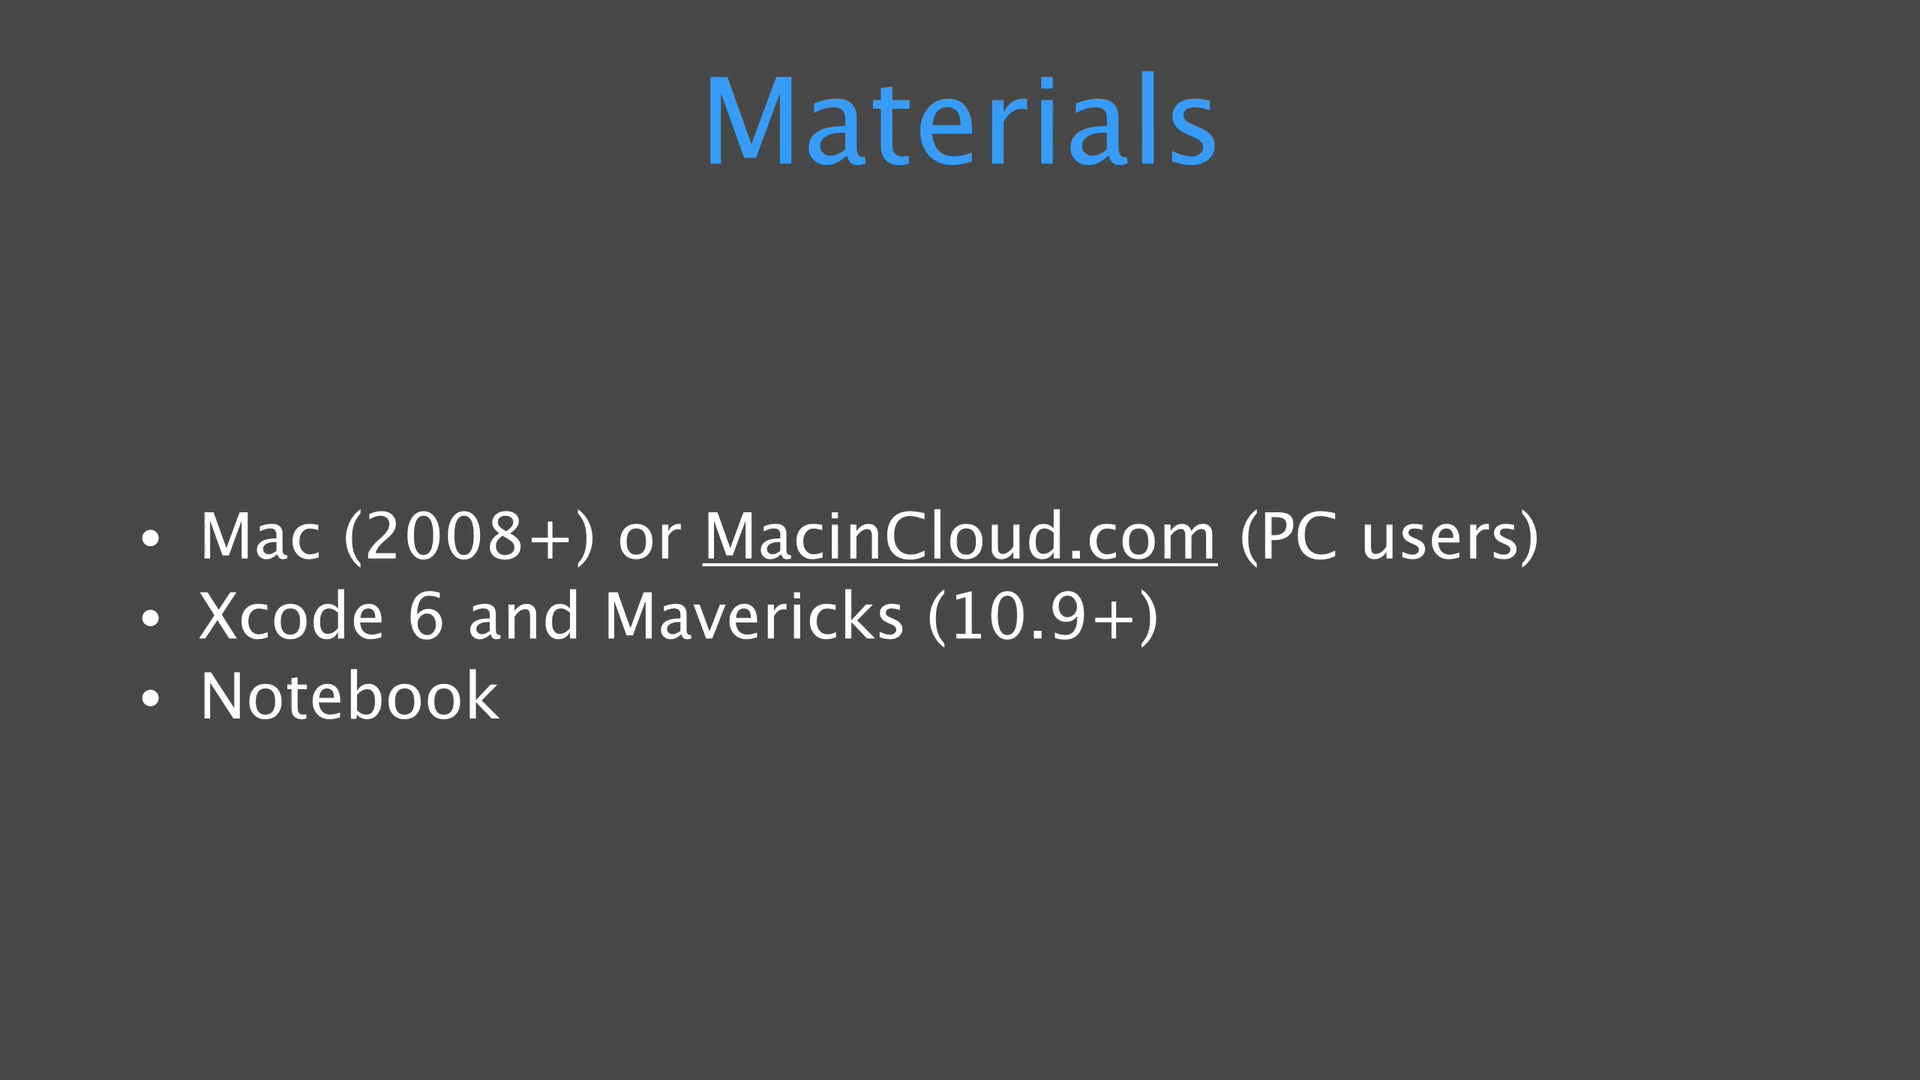 Materials
• Mac (2008+) or MacinCloud.com (PC users)
• Xcode 6 and Mavericks (10.9+)
• Notebook